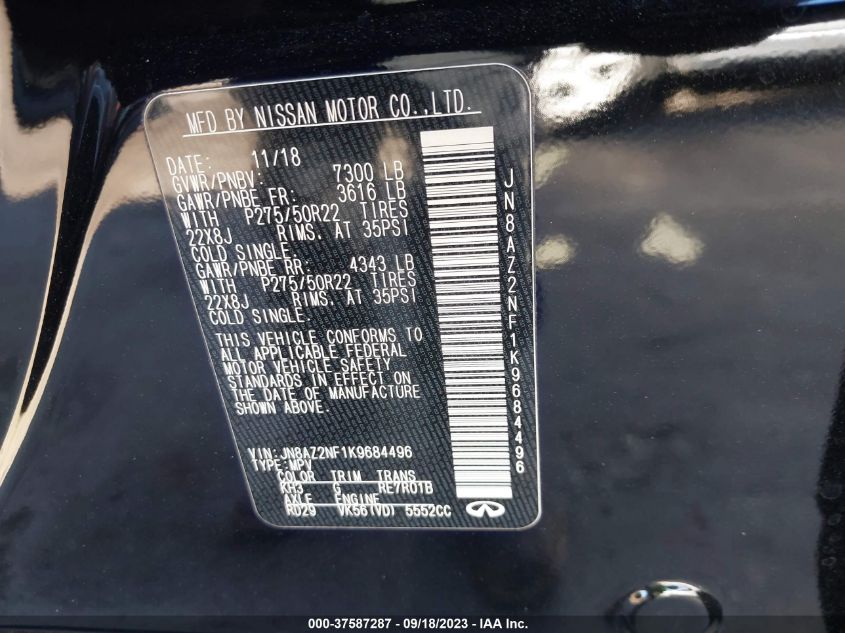 MFD BY NISSAN MOTOR CO.,LTD.
DATE: 11/18
GVWR/PNBV: 7300 LB
GAWR/PNBE FR: 3616 LB
WITH P275/50R22 TIRES
22X8J RIMS. AT 35PSI
COLD SINGLE.
GAWR/PNBE RR: 4343 LB
WITH P275/50R22 TIRES
22X8J RIMS. AT 35PSI
COLD SINGLE.
THIS VEHICLE CONFORMS TO
ALL APPLICABLE FEDERAL
MOTOR VEHICLE SAFETY
STANDARDS IN EFFECT ON
THE DATE OF MANUFACTURE
SHOWN ABOVE.
VIN:JN8AZ2NF1K9684496
TYPE:MPV
COLOR TRIM TRANS
KH3 G RE7R01B
AXLE ENGINE
RD29 VK56(VD) 5552CC
JN8AZ2NF1K9684496
000-37587287 - 09/18/2023 - IAA Inc.